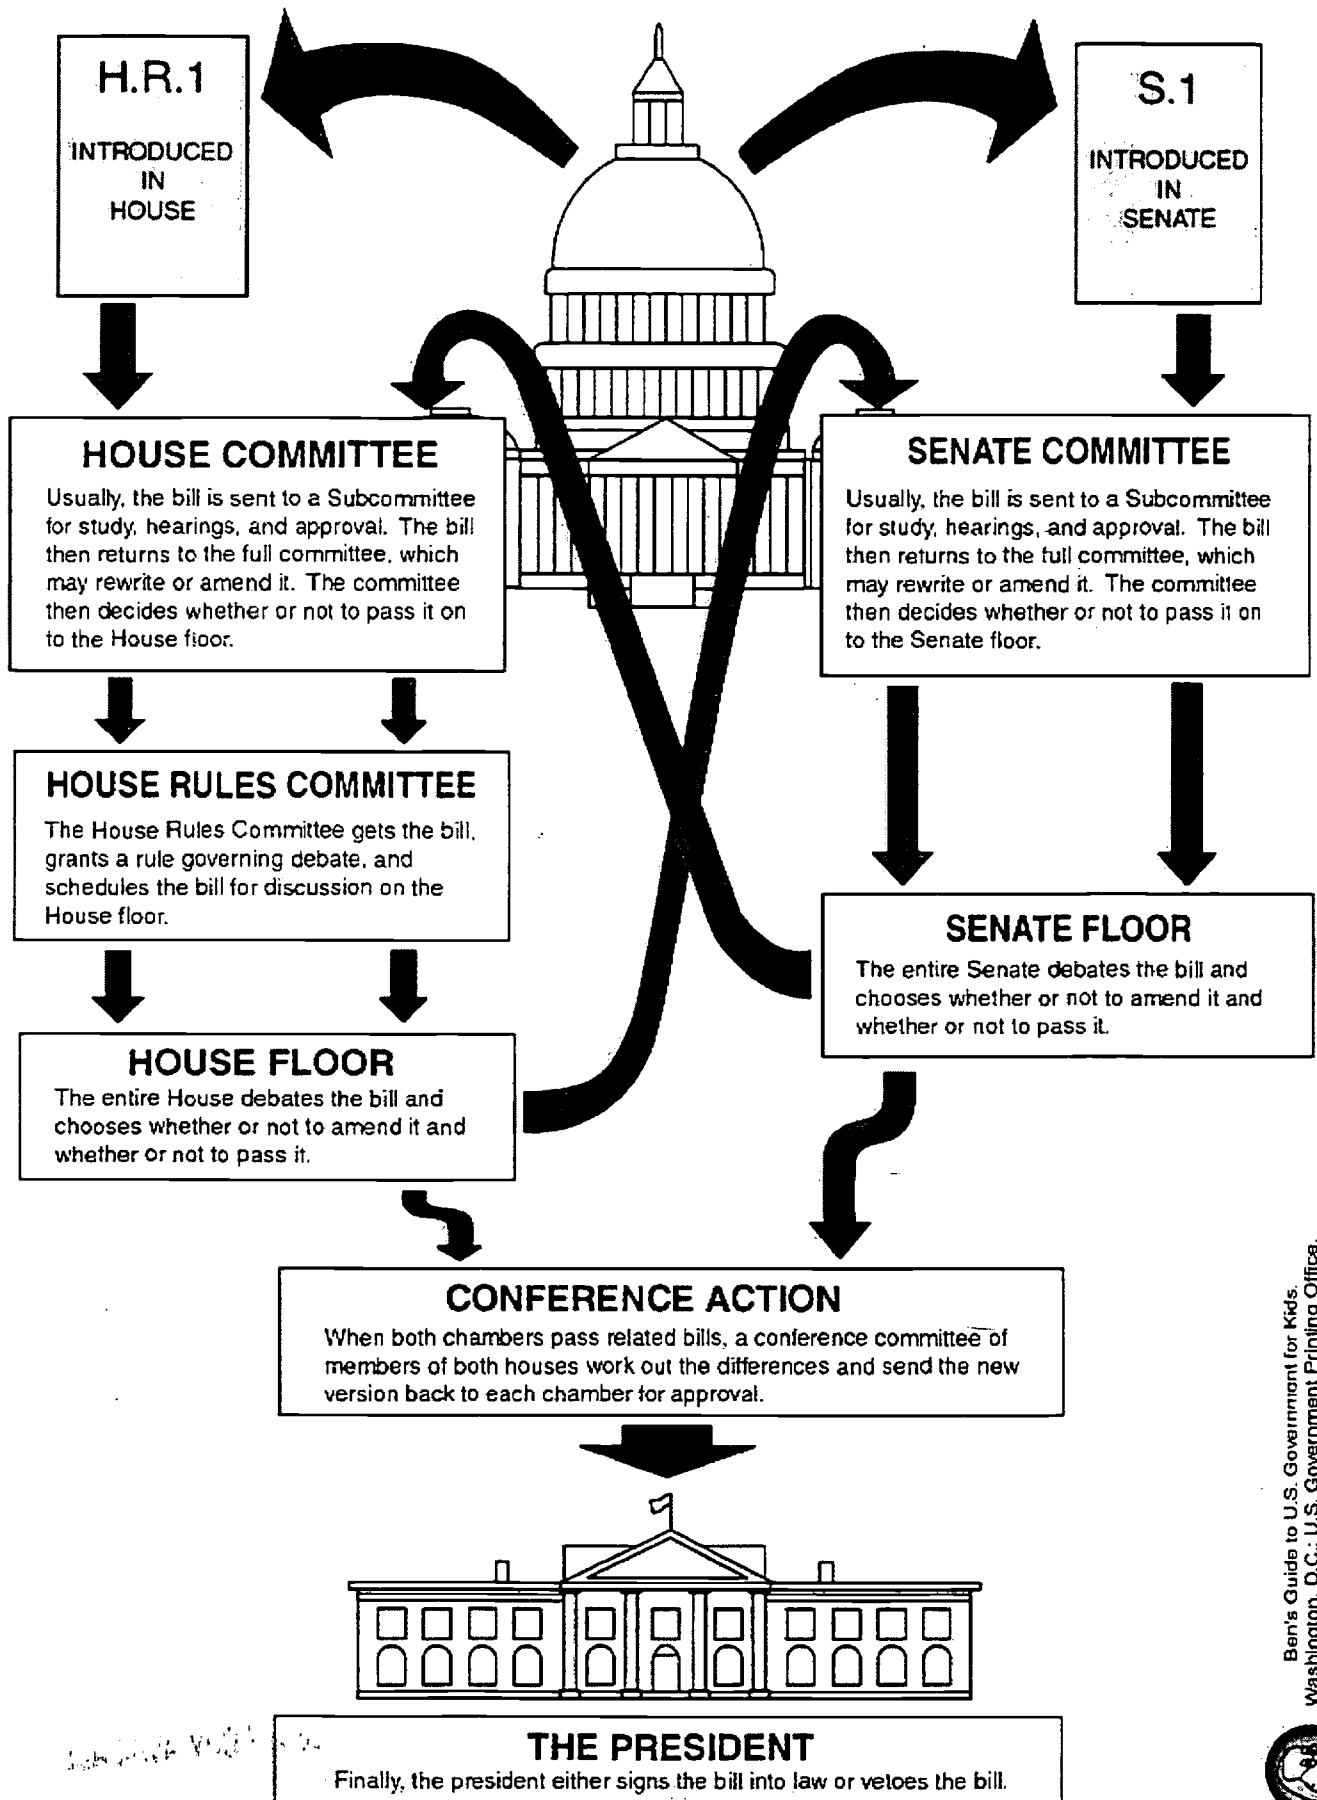 H.R.1
INTRODUCED
IN
HOUSE
S.1
INTRODUCED
IN
SENATE
HOUSE COMMITTEE
Usually, the bill is sent to a Subcommittee
for study, hearings, and approval. The bill
then returns to the full committee, which
may rewrite or amend it. The committee
then decides whether or not to pass it on
to the House floor.
SENATE COMMITTEE
Usually, the bill is sent to a Subcommittee
for study, hearings, and approval. The bill
then returns to the full committee, which
may rewrite or amend it. The committee
then decides whether or not to pass it on
to the Senate floor.
HOUSE RULES COMMITTEE
The House Rules Committee gets the bill,
grants a rule governing debate, and
schedules the bill for discussion on the
House floor.
SENATE FLOOR
The entire Senate debates the bill and
chooses whether or not to amend it and
whether or not to pass it.
HOUSE FLOOR
The entire House debates the bill and
chooses whether or not to amend it and
whether or not to pass it.
CONFERENCE ACTION
When both chambers pass related bills, a conference committee of
members of both houses work out the differences and send the new
version back to each chamber for approval.
THE PRESIDENT
Finally, the president either signs the bill into law or vetoes the bill.
Ben's Guide to U.S. Government for Kids.
Washington, D.C.: U.S. Government Printing Office.